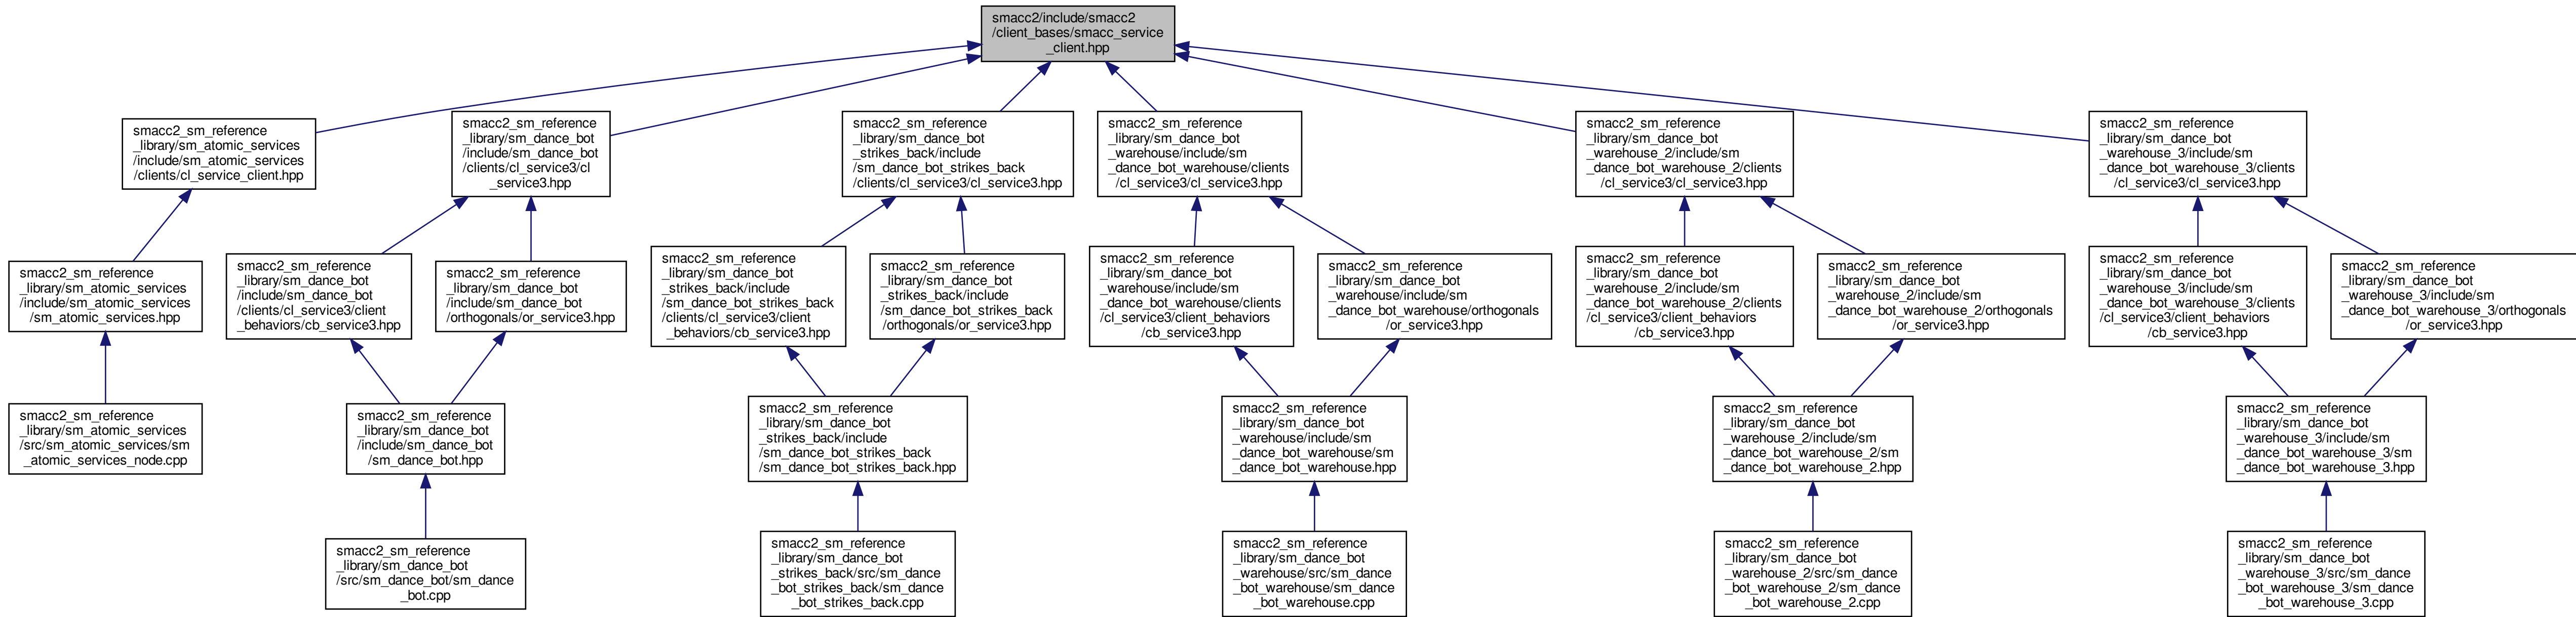 smacc2/include/smacc2
/client_bases/smacc_service
_client.hpp
smacc2_sm_reference
_library/sm_atomic_services
/include/sm_atomic_services
/clients/cl_service_client.hpp
smacc2_sm_reference
_library/sm_dance_bot
/include/sm_dance_bot
/clients/cl_service3/cl
_service3.hpp
smacc2_sm_reference
_library/sm_dance_bot
_strikes_back/include
/sm_dance_bot_strikes_back
/clients/cl_service3/cl_service3.hpp
smacc2_sm_reference
_library/sm_dance_bot
_warehouse/include/sm
_dance_bot_warehouse/clients
/cl_service3/cl_service3.hpp
smacc2_sm_reference
_library/sm_dance_bot
_warehouse_2/include/sm
_dance_bot_warehouse_2/clients
/cl_service3/cl_service3.hpp
smacc2_sm_reference
_library/sm_dance_bot
_warehouse_3/include/sm
_dance_bot_warehouse_3/clients
/cl_service3/cl_service3.hpp
smacc2_sm_reference
_library/sm_atomic_services
/include/sm_atomic_services
/sm_atomic_services.hpp
smacc2_sm_reference
_library/sm_dance_bot
/include/sm_dance_bot
/clients/cl_service3/client
_behaviors/cb_service3.hpp
smacc2_sm_reference
_library/sm_dance_bot
/include/sm_dance_bot
/orthogonals/or_service3.hpp
smacc2_sm_reference
_library/sm_dance_bot
_strikes_back/include
/sm_dance_bot_strikes_back
/clients/cl_service3/client
_behaviors/cb_service3.hpp
smacc2_sm_reference
_library/sm_dance_bot
_strikes_back/include
/sm_dance_bot_strikes_back
/orthogonals/or_service3.hpp
smacc2_sm_reference
_library/sm_dance_bot
_warehouse/include/sm
_dance_bot_warehouse/clients
/cl_service3/client_behaviors
/cb_service3.hpp
smacc2_sm_reference
_library/sm_dance_bot
_warehouse/include/sm
_dance_bot_warehouse/orthogonals
/or_service3.hpp
smacc2_sm_reference
_library/sm_dance_bot
_warehouse_2/include/sm
_dance_bot_warehouse_2/clients
/cl_service3/client_behaviors
/cb_service3.hpp
smacc2_sm_reference
_library/sm_dance_bot
_warehouse_2/include/sm
_dance_bot_warehouse_2/orthogonals
/or_service3.hpp
smacc2_sm_reference
_library/sm_dance_bot
_warehouse_3/include/sm
_dance_bot_warehouse_3/clients
/cl_service3/client_behaviors
/cb_service3.hpp
smacc2_sm_reference
_library/sm_dance_bot
_warehouse_3/include/sm
_dance_bot_warehouse_3/orthogonals
/or_service3.hpp
smacc2_sm_reference
_library/sm_atomic_services
/src/sm_atomic_services/sm
_atomic_services_node.cpp
smacc2_sm_reference
_library/sm_dance_bot
/include/sm_dance_bot
/sm_dance_bot.hpp
smacc2_sm_reference
_library/sm_dance_bot
_strikes_back/include
/sm_dance_bot_strikes_back
/sm_dance_bot_strikes_back.hpp
smacc2_sm_reference
_library/sm_dance_bot
_warehouse/include/sm
_dance_bot_warehouse/sm
_dance_bot_warehouse.hpp
smacc2_sm_reference
_library/sm_dance_bot
_warehouse_2/include/sm
_dance_bot_warehouse_2/sm
_dance_bot_warehouse_2.hpp
smacc2_sm_reference
_library/sm_dance_bot
_warehouse_3/include/sm
_dance_bot_warehouse_3/sm
_dance_bot_warehouse_3.hpp
smacc2_sm_reference
_library/sm_dance_bot
/src/sm_dance_bot/sm_dance
_bot.cpp
smacc2_sm_reference
_library/sm_dance_bot
_strikes_back/src/sm_dance
_bot_strikes_back/sm_dance
_bot_strikes_back.cpp
smacc2_sm_reference
_library/sm_dance_bot
_warehouse/src/sm_dance
_bot_warehouse/sm_dance
_bot_warehouse.cpp
smacc2_sm_reference
_library/sm_dance_bot
_warehouse_2/src/sm_dance
_bot_warehouse_2/sm_dance
_bot_warehouse_2.cpp
smacc2_sm_reference
_library/sm_dance_bot
_warehouse_3/src/sm_dance
_bot_warehouse_3/sm_dance
_bot_warehouse_3.cpp